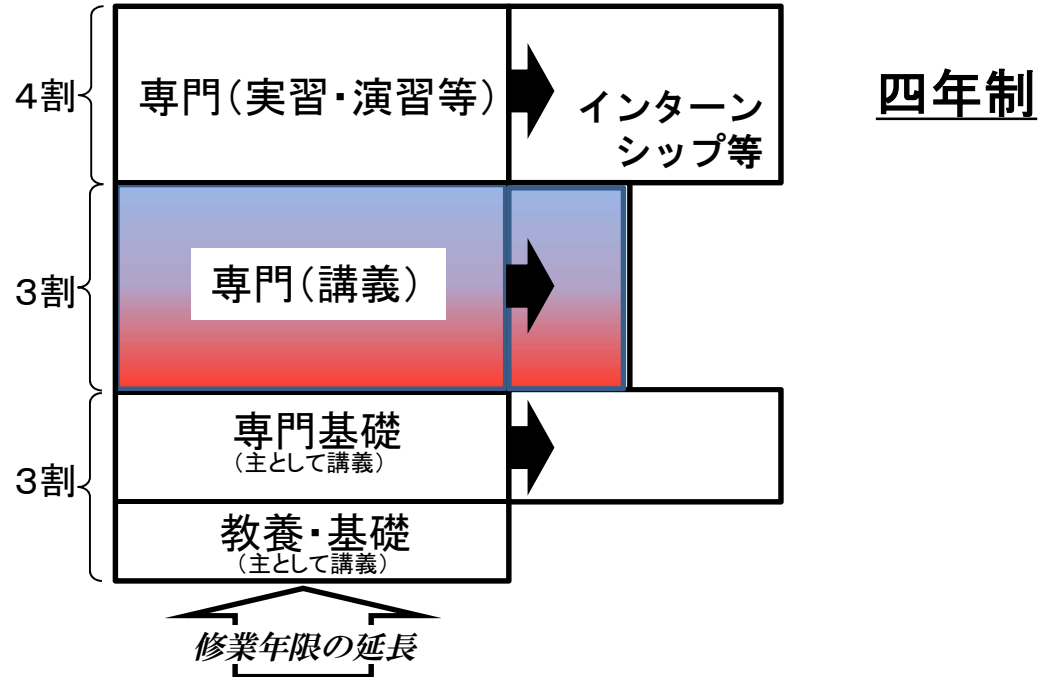 4割
専門(実習・演習等)
インターン
シップ等
四年制
3割
専門(講義)
3割
専門基礎
(主として講義)
教養・基礎
(主として講義)
修業年限の延長